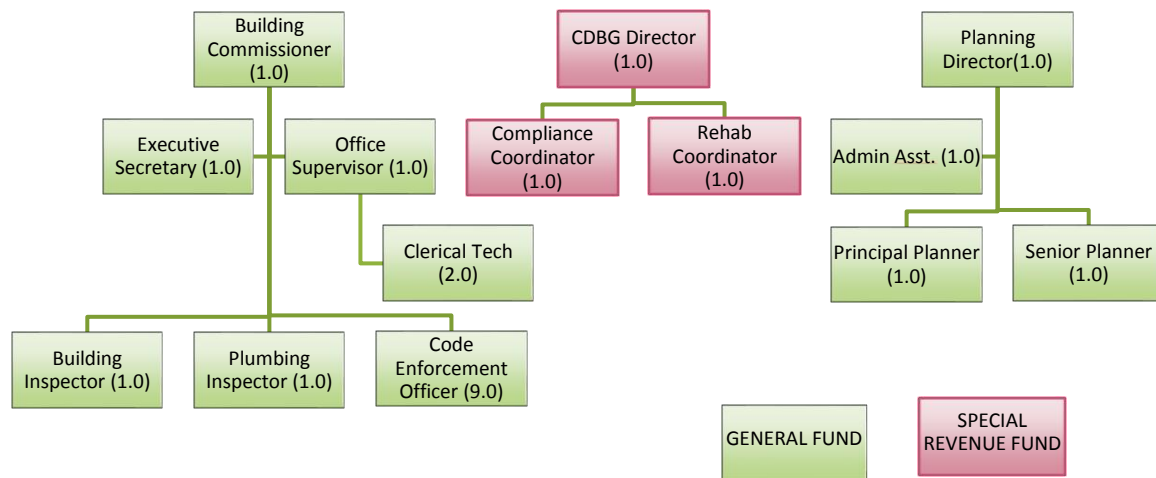 Building
Commissioner
(1.0)
CDBG Director
(1.0)
Planning
Director(1.0)
Executive
Secretary (1.0)
Office
Supervisor (1.0)
Compliance
Coordinator
(1.0)
Rehab
Coordinator
(1.0)
Admin Asst. (1.0)
Clerical Tech
(2.0)
Principal Planner
(1.0)
Senior Planner
(1.0)
Building
Inspector (1.0)
Plumbing
Inspector (1.0)
Code
Enforcement
Officer (9.0)
GENERAL FUND
SPECIAL
REVENUE FUND